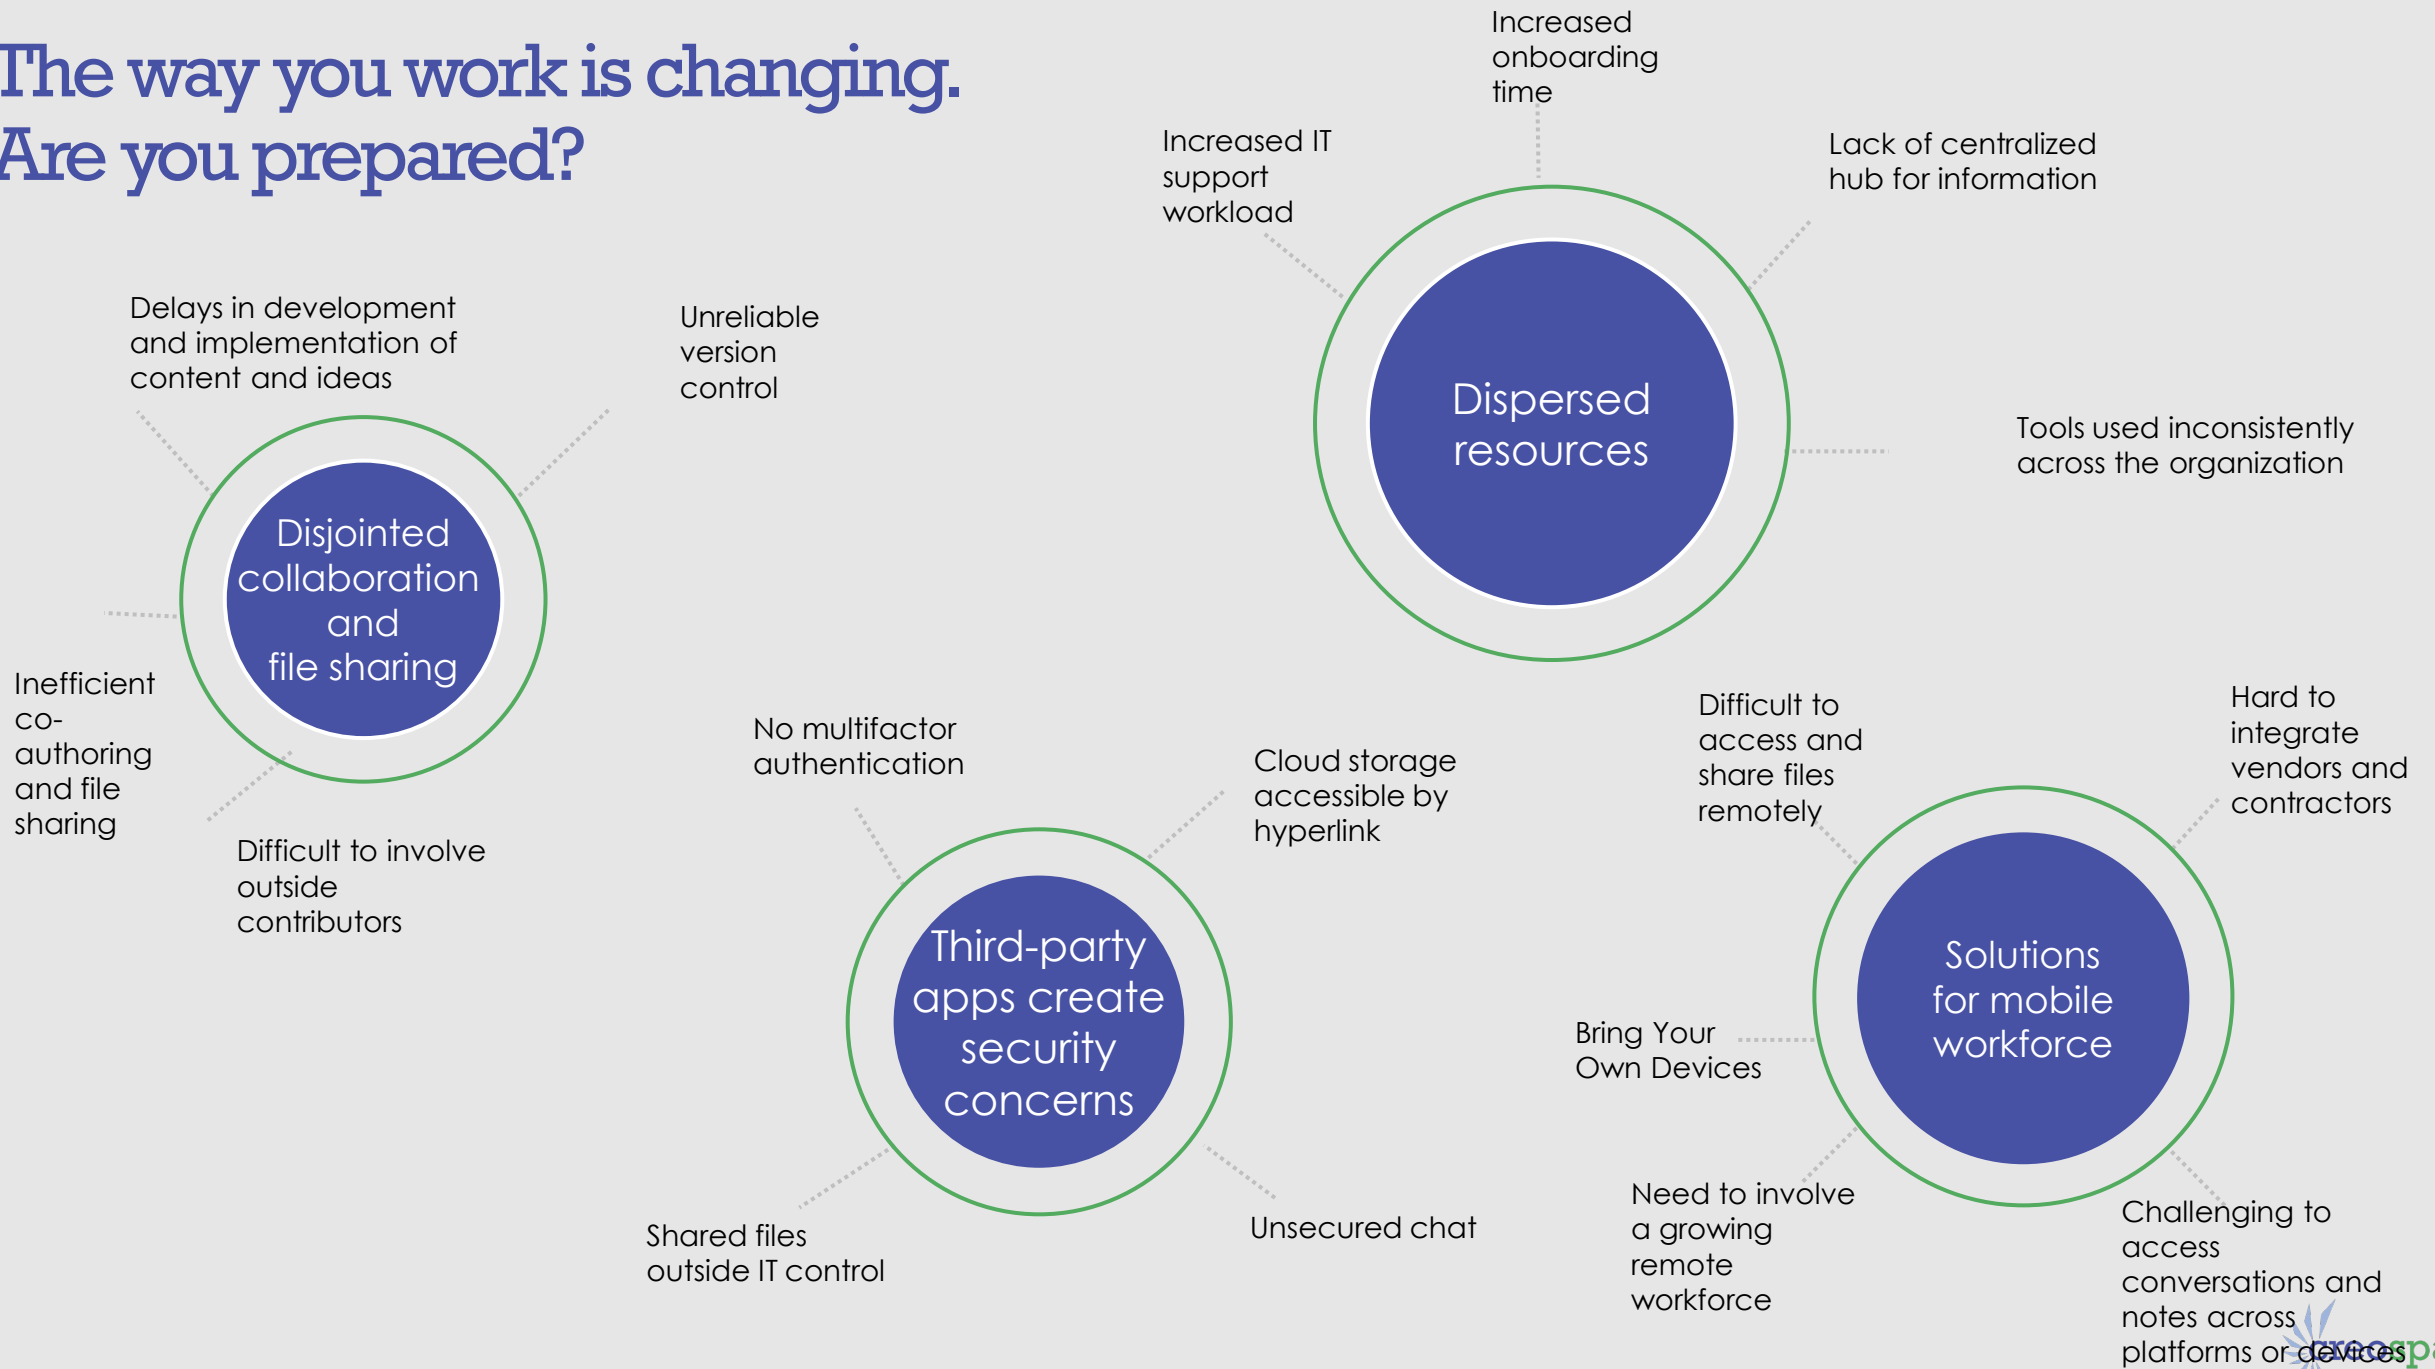 The way you work is changing.
Are you prepared?
Delays in development
and implementation of
content and ideas
Unreliable
version
control
Disjointed
collaboration
and
file sharing
Inefficient
co-
authoring
and file
sharing
Difficult to involve
outside
contributors
Increased
onboarding
time
Increased IT
support
workload
Lack of centralized
hub for information
Dispersed
resources
Tools used inconsistently
across the organization
No multifactor
authentication
Cloud storage
accessible by
hyperlink
Third-party
apps create
security
concerns
Shared files
outside IT control
Unsecured chat
Difficult to
access and
share files
remotely
Hard to
integrate
vendors and
contractors
Solutions
for mobile
workforce
Bring Your
Own Devices
Need to involve
a growing
remote
workforce
Challenging to
access
conversations and
notes across
platforms or devices